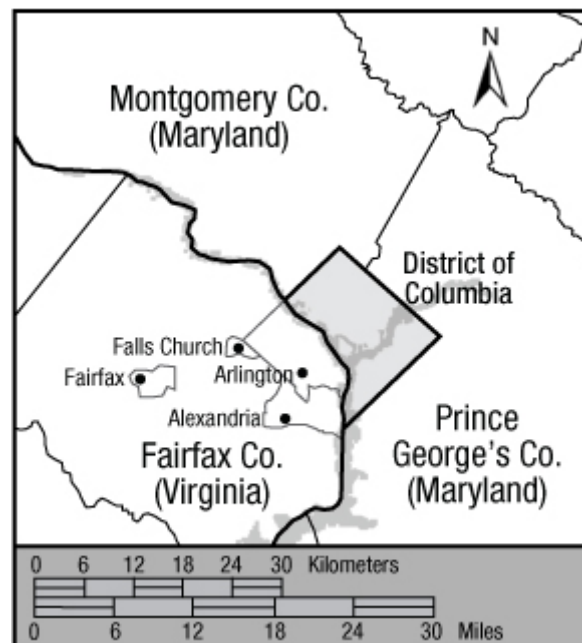 N
Montgomery Co.
(Maryland)
District of
Columbia
Falls Church
Fairfax
Arlington
Alexandria
Fairfax Co.
(Virginia)
Prince
George's Co.
(Maryland)
0 6 12 18 24 30 Kilometers
0 6 12 18 24 30 Miles